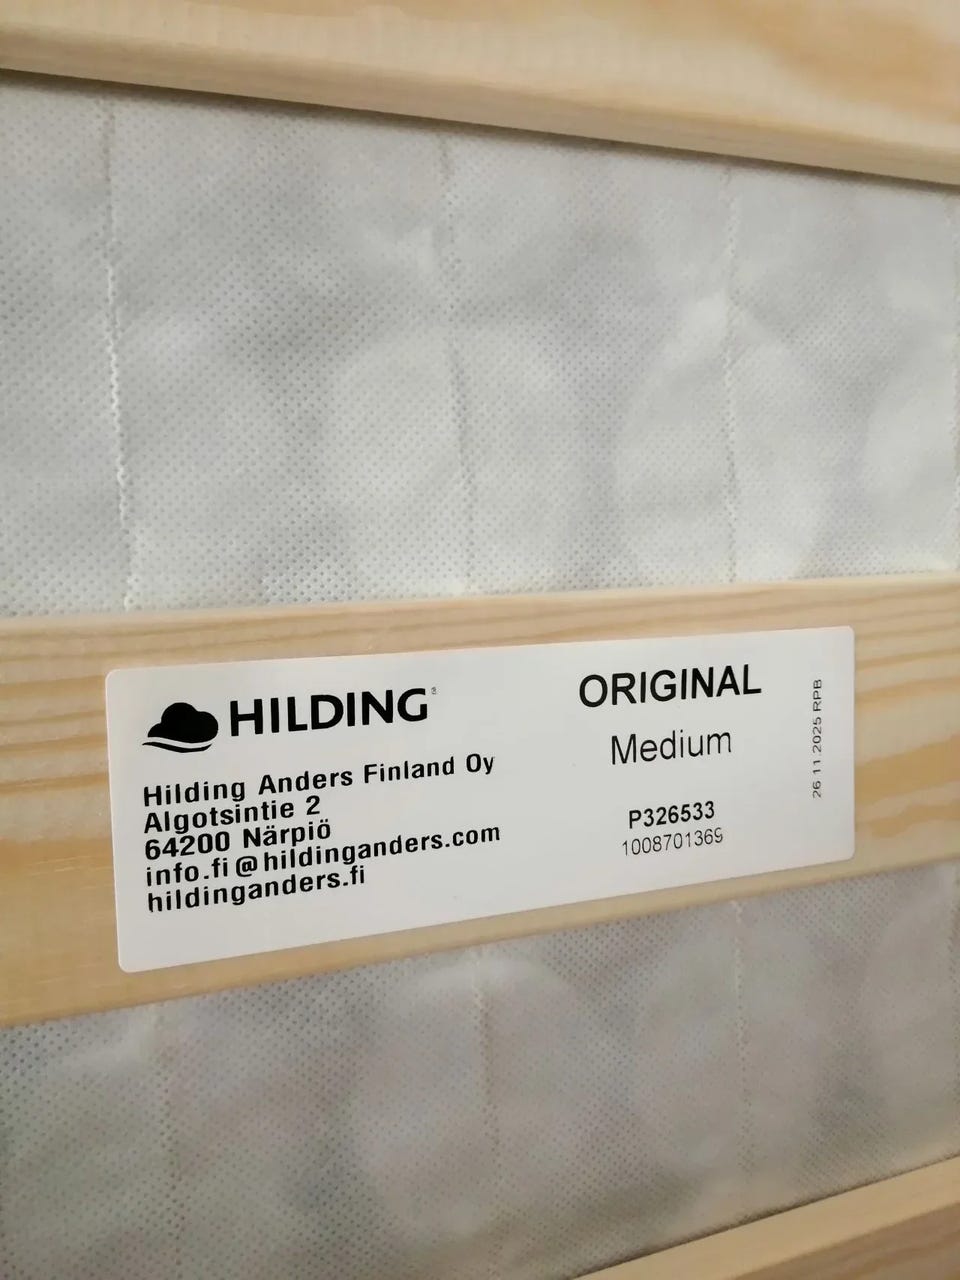 HILDING®
Hilding Anders Finland Oy
Algotsintie 2
64200 Närpiö
info.fi@hildinganders.com
hildinganders.fi
ORIGINAL
Medium
P326533
1008701369
26 11 2025 RPB